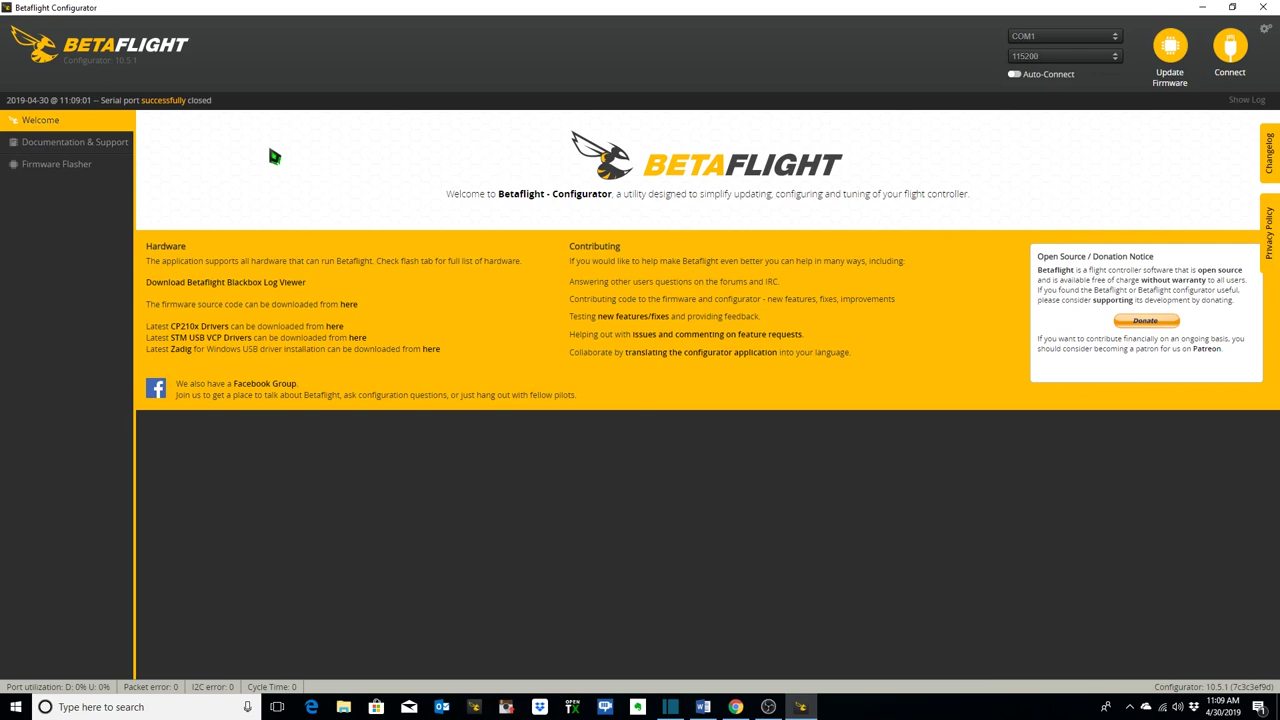 Betaflight Configurator
BETAFLIGHT
Configurator: 10.5.1
COM1
115200
Auto-Connect
Update
Firmware
Connect
2019-04-30 @ 11:09:01 -- Serial port successfully closed
Show Log
Welcome
Documentation & Support
Firmware Flasher
BETAFLIGHT
Welcome to Betaflight - Configurator, a utility designed to simplify updating, configuring and tuning of your flight controller.
Changelog
Privacy Policy
Hardware
The application supports all hardware that can run Betaflight. Check flash tab for full list of hardware.
Download Betaflight Blackbox Log Viewer
The firmware source code can be downloaded from here
Latest CP210x Drivers can be downloaded from here
Latest STM USB VCP Drivers can be downloaded from here
Latest Zadig for Windows USB driver installation can be downloaded from here
We also have a Facebook Group.
Join us to get a place to talk about Betaflight, ask configuration questions, or just hang out with fellow pilots.
Contributing
If you would like to help make Betaflight even better you can help in many ways, including:
Answering other users questions on the forums and IRC.
Contributing code to the firmware and configurator - new features, fixes, improvements
Testing new features/fixes and providing feedback.
Helping out with issues and commenting on feature requests.
Collaborate by translating the configurator application into your language.
Open Source / Donation Notice
Betaflight is a flight controller software that is open source
and is available free of charge without warranty to all users.
If you found the Betaflight or Betaflight configurator useful,
please consider supporting its development by donating.
Donate
If you want to contribute financially on an ongoing basis, you
should consider becoming a patron for us on Patreon.
Port utilization: D: 0% U: 0%
Packet error: 0
I2C error: 0
Cycle Time: 0
Configurator: 10.5.1 (7c3c3ef9d)
Type here to search
OPEN
TX
11:09 AM
4/30/2019